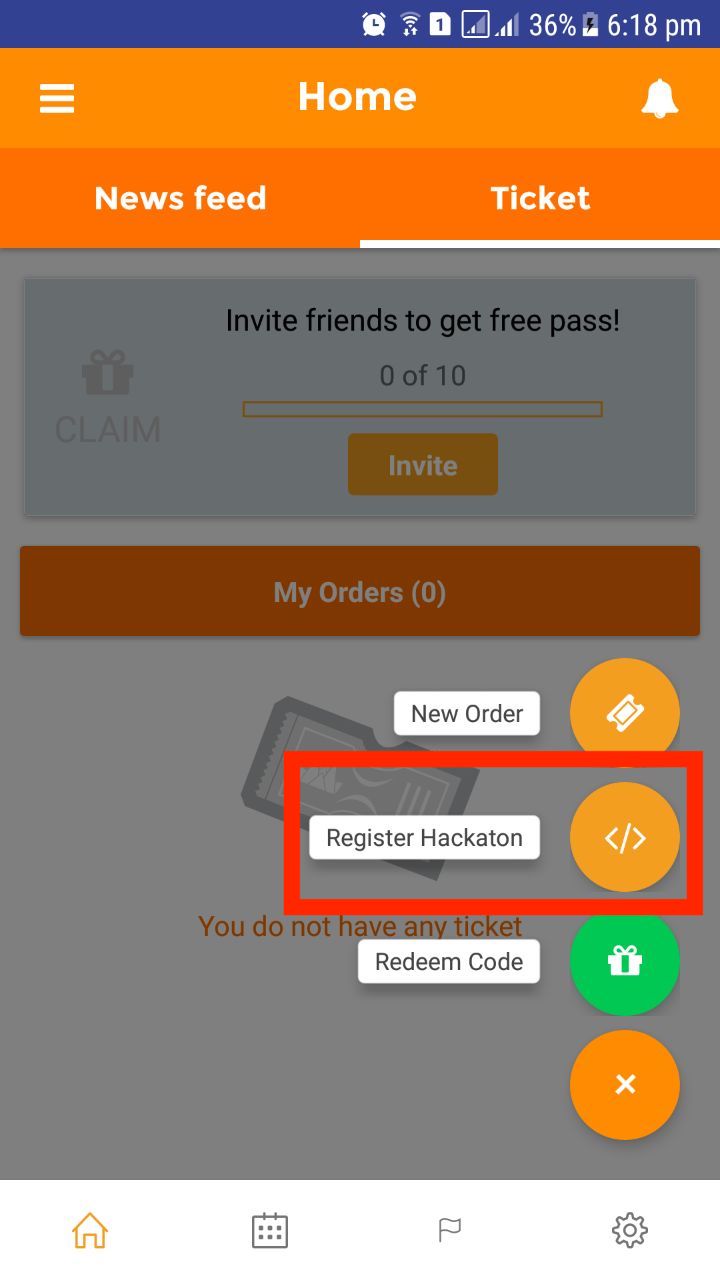 1 36% 6:18 pm
Home
News feed Ticket
Invite friends to get free pass!
0 of 10
CLAIM
Invite
My Orders (0)
New Order
Register Hackaton
You do not have any ticket
Redeem Code